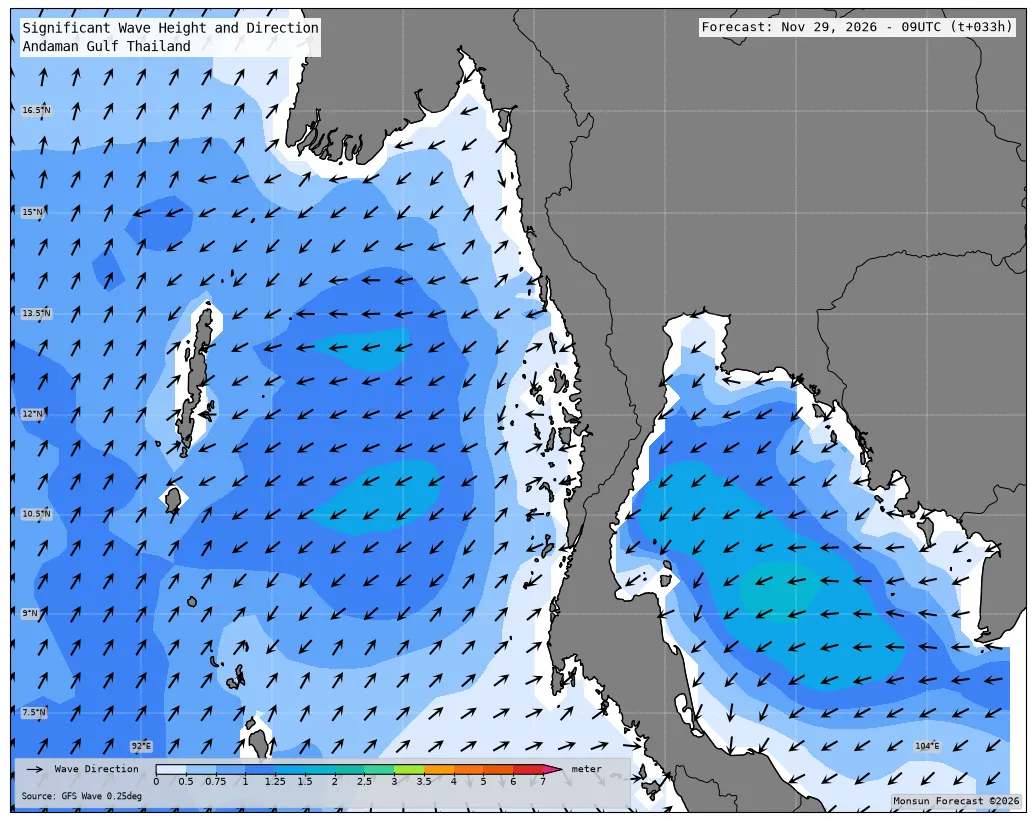 Significant Wave Height and Direction
Andaman Gulf Thailand
Forecast: Nov 29, 2026 - 09UTC (t+033h)
16.5°N
15°N
13.5°N
12°N
10.5°N
9°N
7.5°N
92°E
104°E
Wave Direction
0 0.5 0.75 1 1.25 1.5 2 2.5 3 3.5 4 5 6 7
meter
Source: GFS Wave 0.25deg
Monsun Forecast ©2026